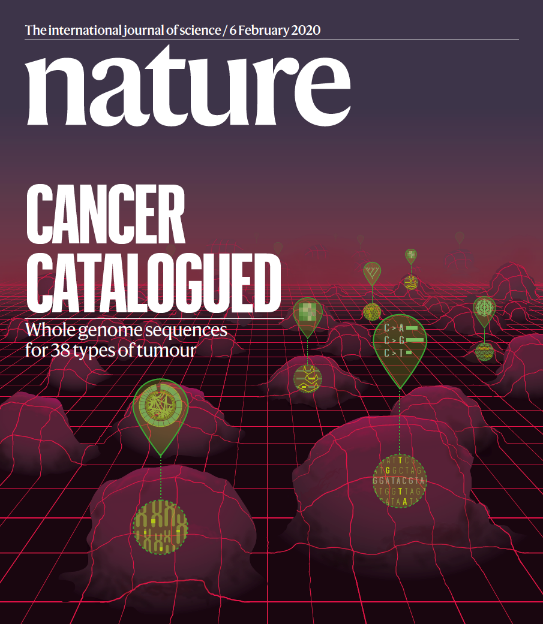 The international journal of science / 6 February 2020
nature
CANCER
CATALOGUED
Whole genome sequences
for 38 types of tumour
C > A
C > G
C > T
GGATACGTA